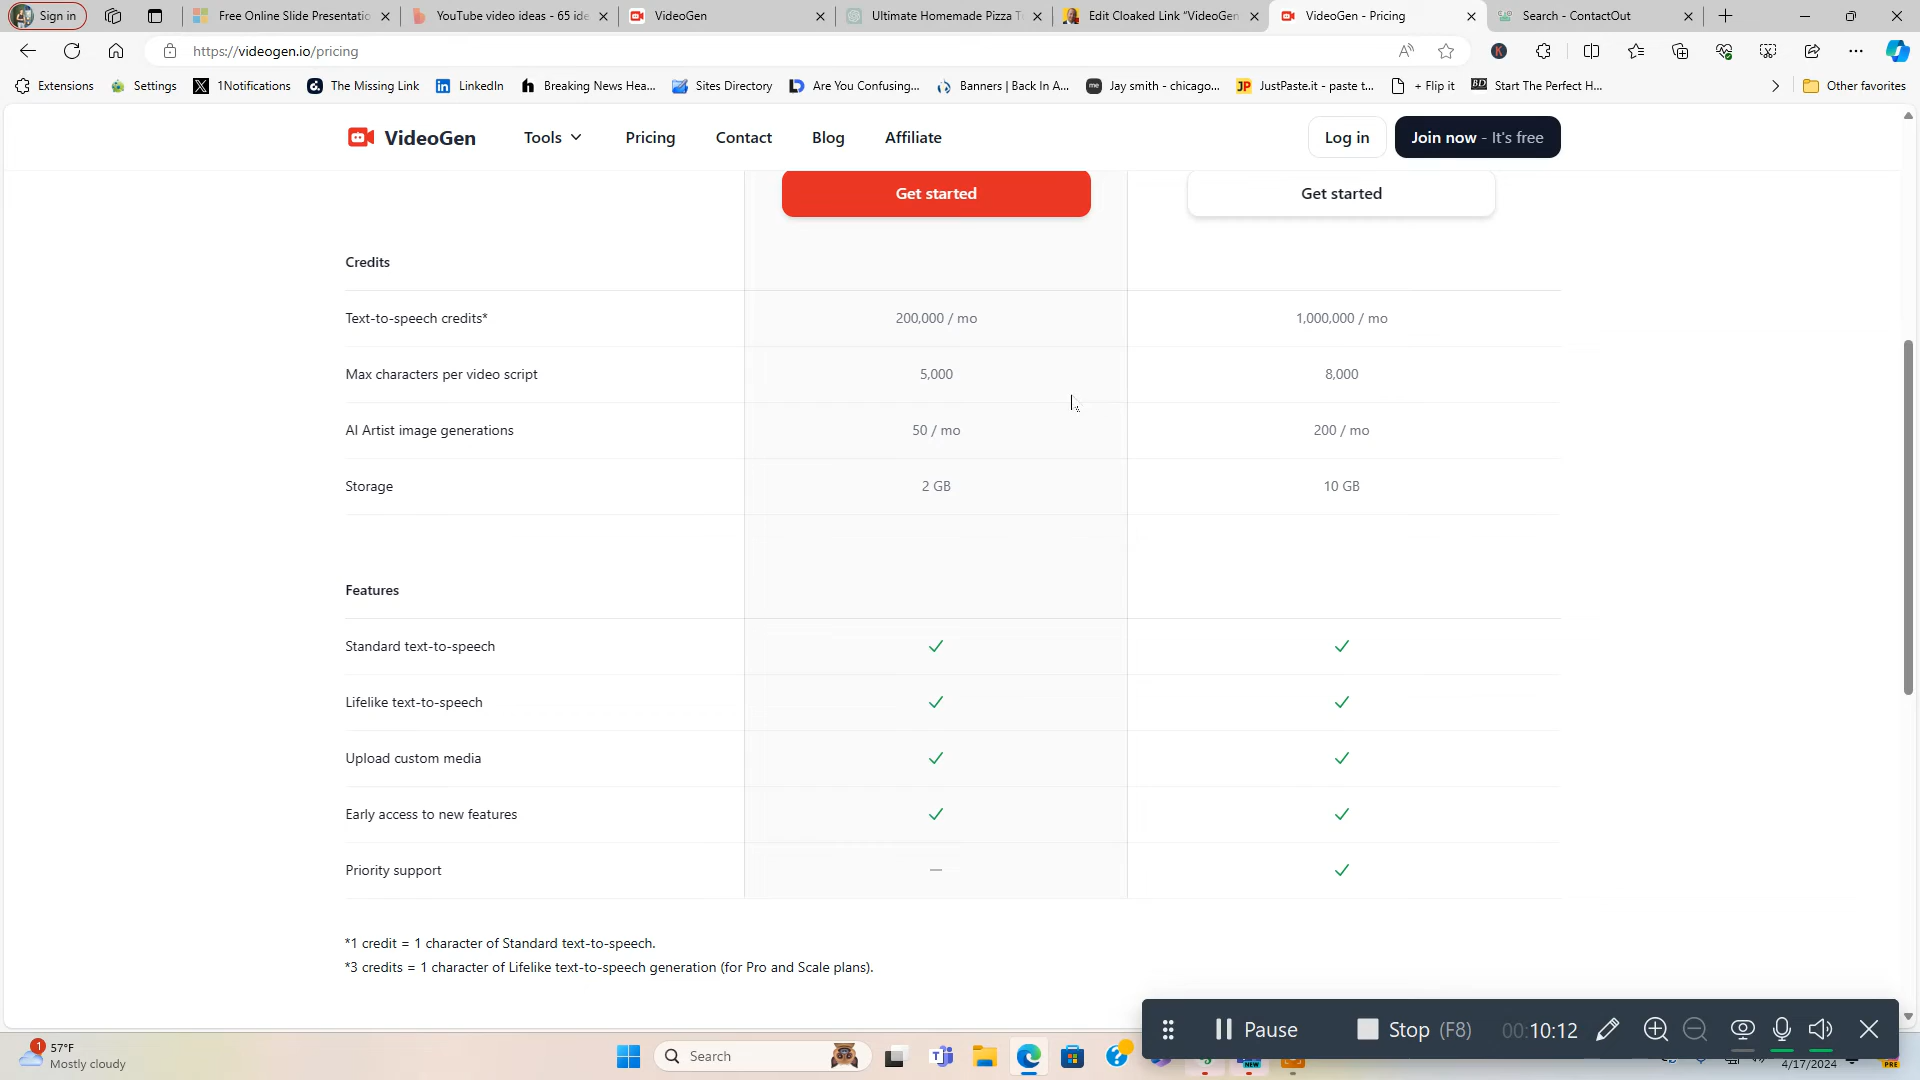 Sign in
Free Online Slide Presentatio
YouTube video ideas - 65 ide
VideoGen
Ultimate Homemade Pizza T
Edit Cloaked Link "VideoGen
VideoGen - Pricing
Search - ContactOut
https://videogen.io/pricing
Extensions
Settings
1Notifications
The Missing Link
LinkedIn
Breaking News Hea...
Sites Directory
Are You Confusing...
Banners | Back In A...
Jay smith - chicago...
JustPaste.it - paste t...
+ Flip it
Start The Perfect H...
Other favorites
VideoGen
Tools
Pricing
Contact
Blog
Affiliate
Log in
Join now - It's free
Get started
Get started
Credits
Text-to-speech credits*
200,000 / mo
1,000,000 / mo
Max characters per video script
5,000
8,000
AI Artist image generations
50 / mo
200 / mo
Storage
2 GB
10 GB
Features
Standard text-to-speech
Lifelike text-to-speech
Upload custom media
Early access to new features
Priority support
*1 credit = 1 character of Standard text-to-speech.
*3 credits = 1 character of Lifelike text-to-speech generation (for Pro and Scale plans).
Pause
Stop (F8)
00:10:12
1
57°F
Mostly cloudy
Search
4/17/2024